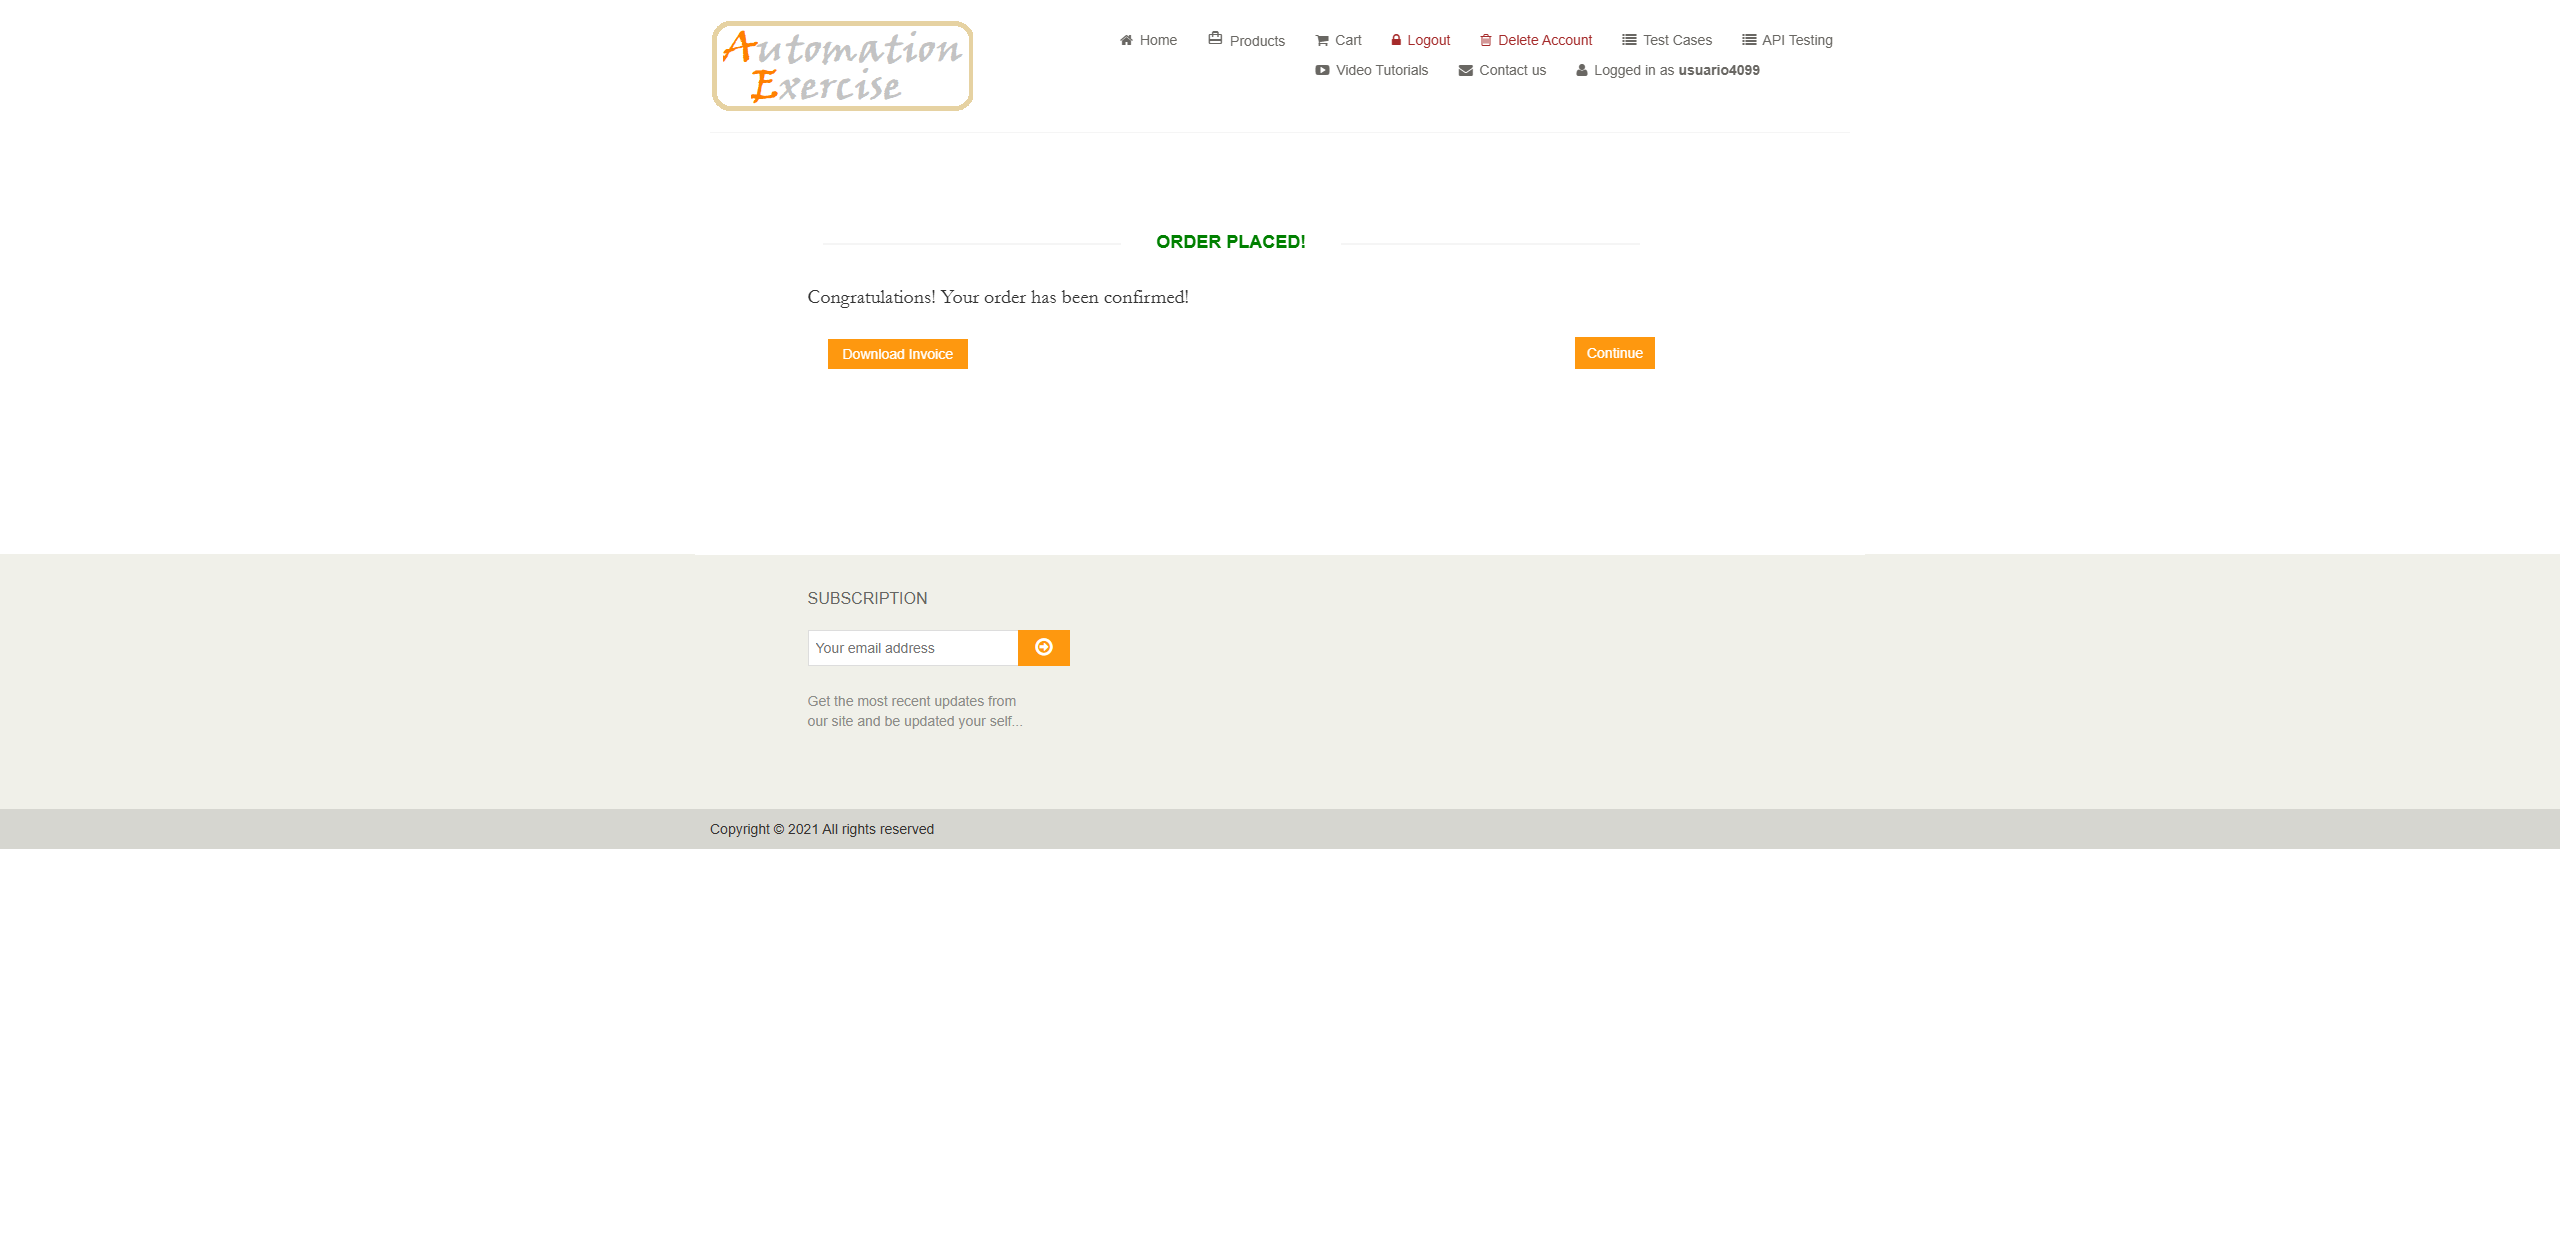 Automation
Exercise
Home
Products
Cart
Logout
Delete Account
Test Cases
API Testing
Video Tutorials
Contact us
Logged in as usuario4099
ORDER PLACED!
Congratulations! Your order has been confirmed!
Download Invoice
Continue
SUBSCRIPTION
Your email address
Get the most recent updates from
our site and be updated your self...
Copyright © 2021 All rights reserved